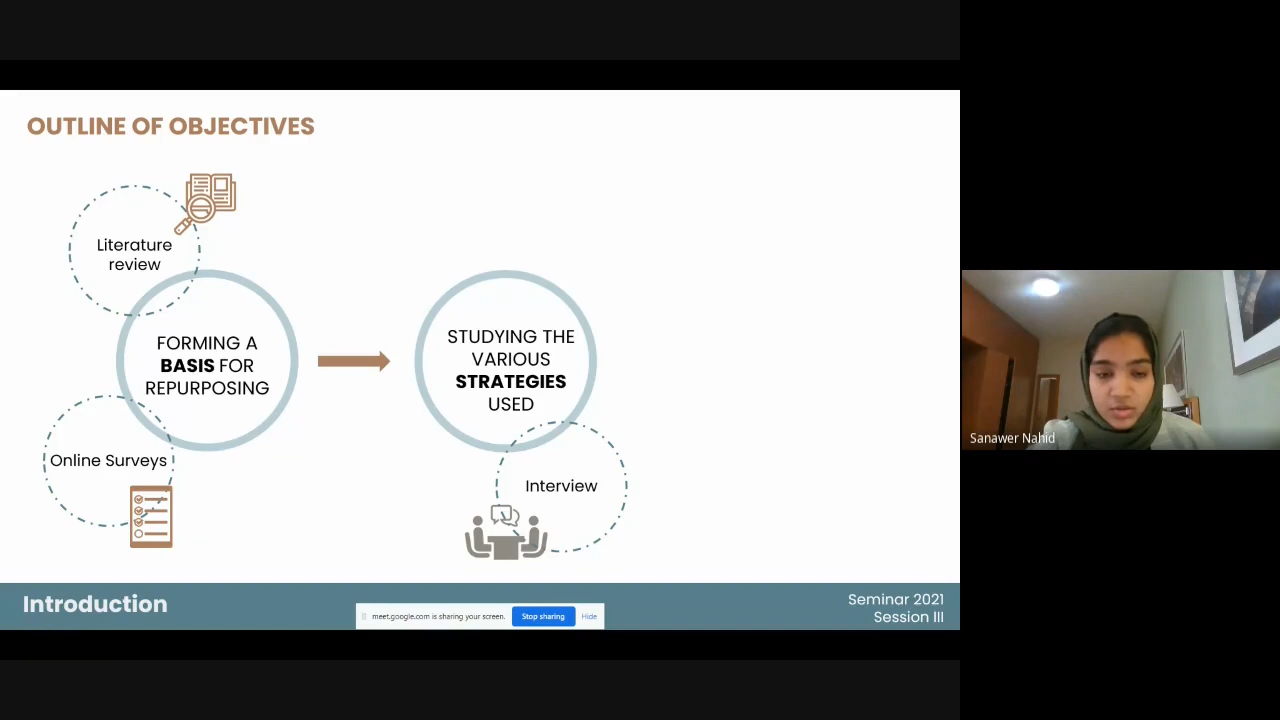 OUTLINE OF OBJECTIVES
Literature
review
FORMING A
BASIS FOR
REPURPOSING
Online Surveys
STUDYING THE
VARIOUS
STRATEGIES
USED
Interview
Introduction
meet.google.com is sharing your screen.
Stop sharing
Hide
Seminar 2021
Session III
Sanawer Nahid